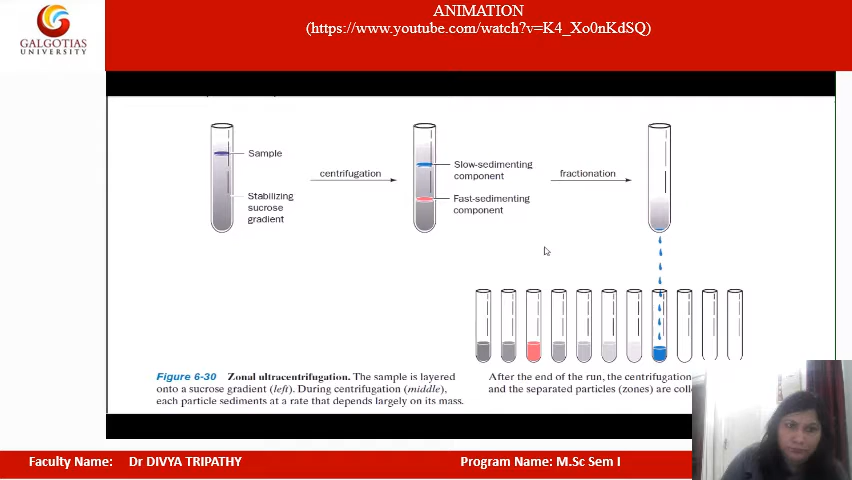 ANIMATION
(https://www.youtube.com/watch?v=K4_Xo0nKdSQ)
GALGOTIAS
UNIVERSITY
Sample
Stabilizing
sucrose
gradient
centrifugation
Slow-sedimenting
component
Fast-sedimenting
component
fractionation
Figure 6-30 Zonal ultracentrifugation. The sample is layered
onto a sucrose gradient (left). During centrifugation (middle),
each particle sediments at a rate that depends largely on its mass.
After the end of the run, the centrifugation
and the separated particles (zones) are
Faculty Name: Dr DIVYA TRIPATHY
Program Name: M.Sc Sem I